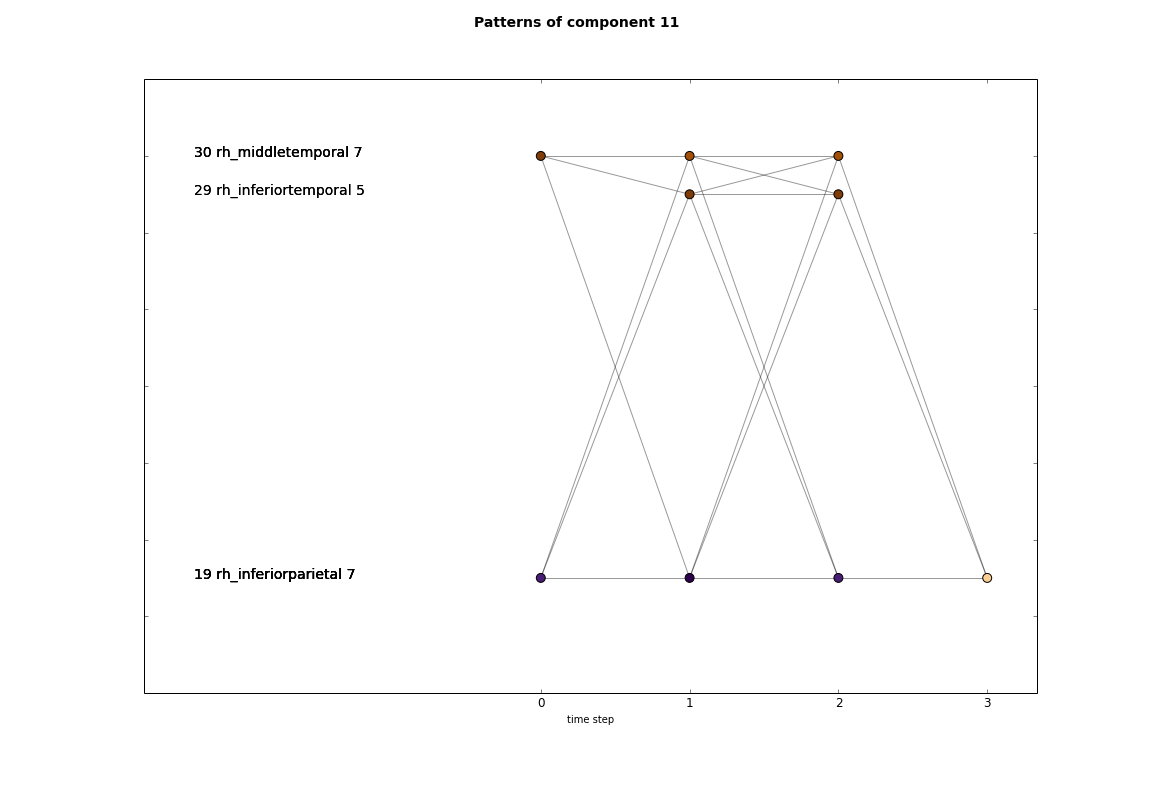 Patterns of component 11
30 rh_middletemporal 7
29 rh_inferiortemporal 5
19 rh_inferiorparietal 7
0 1 2 3
time step